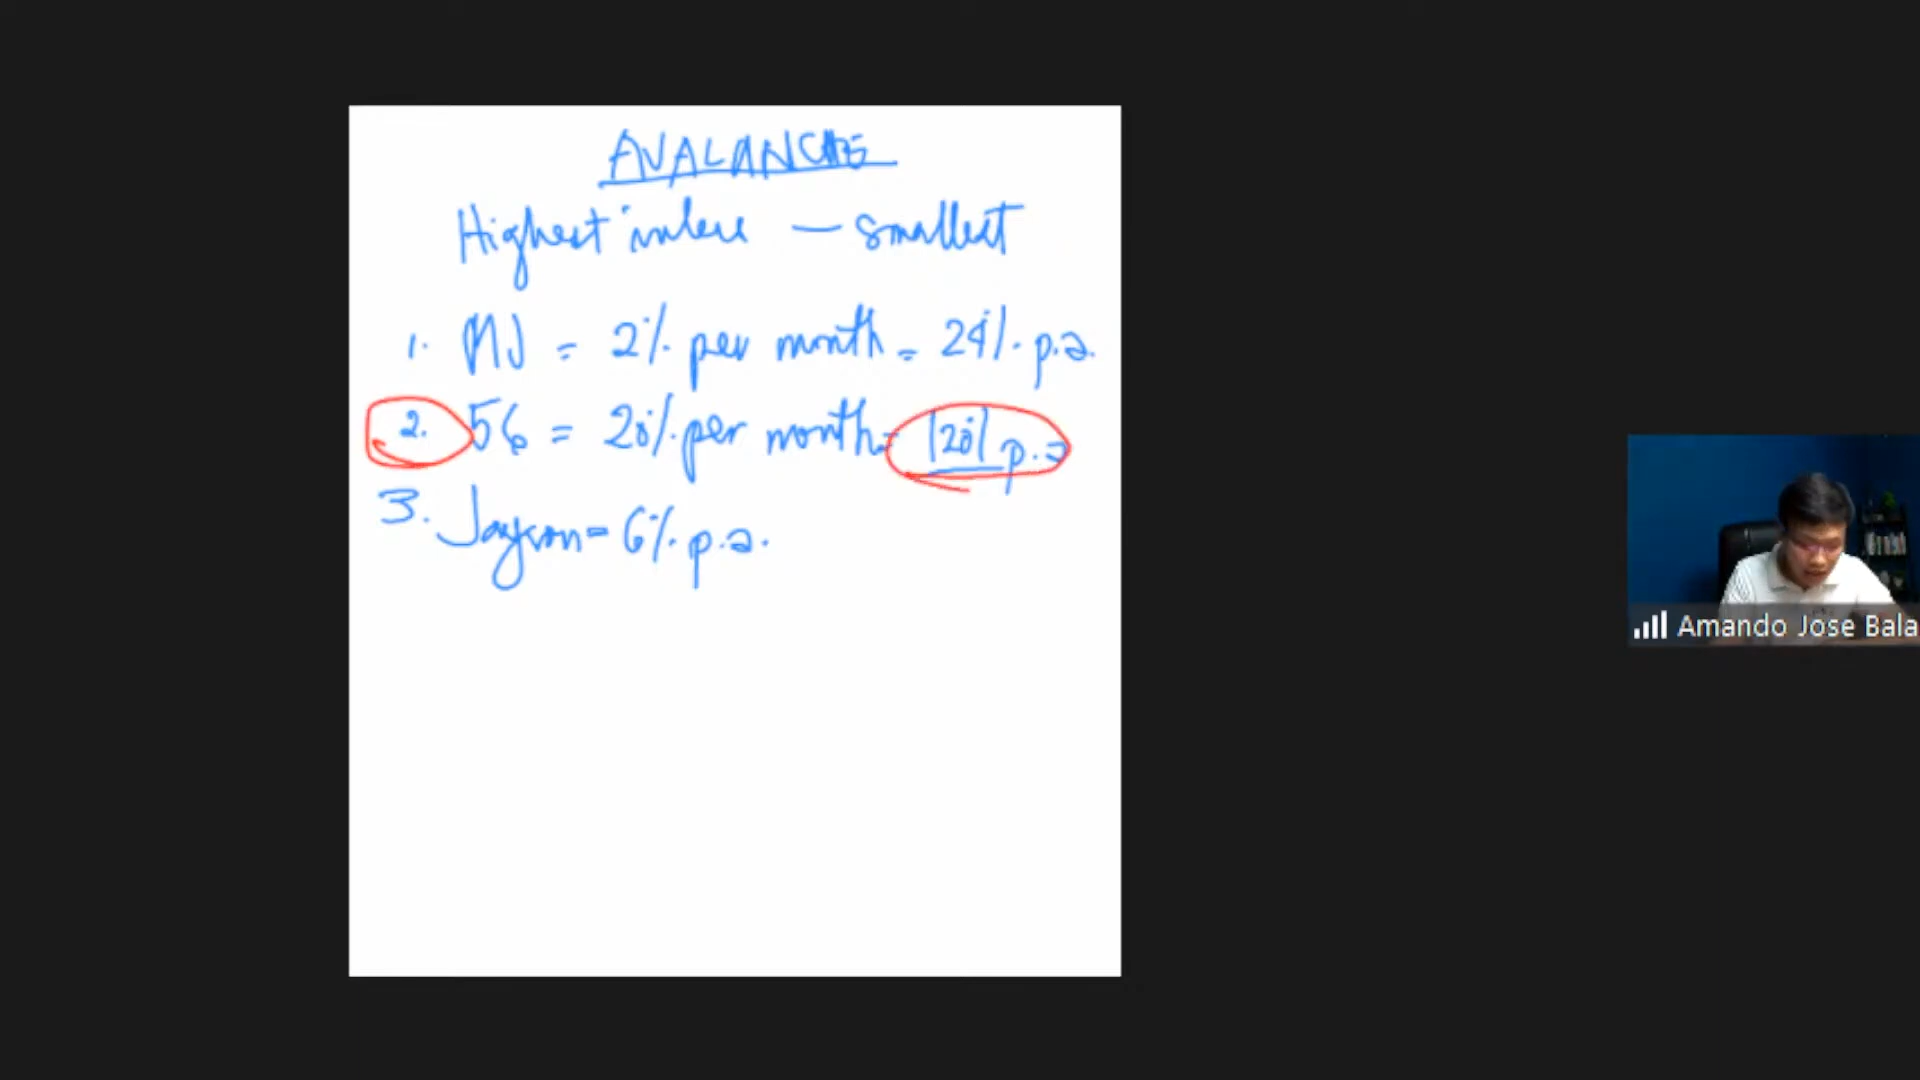 AVALANCHE
Highest — smallest
1. MJ = 2% per month = 24% p.a.
2. 56 = 20% per month = 120% p.a
3. Jayson = 6% p.a.
Amando Jose Bala